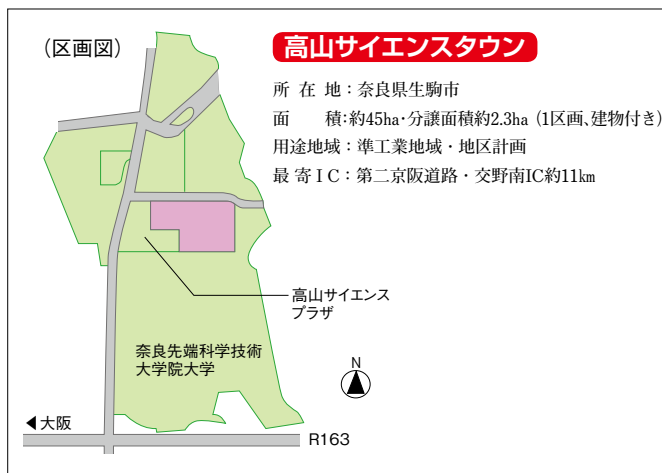 （区画図）
高山サイエンスタウン
所在地：奈良県生駒市
面　積：約45ha・分譲面積約2.3ha（1区画、建物付き）
用途地域：準工業地域・地区計画
最寄IC：第二京阪道路・交野南IC約11km
高山サイエンス
プラザ
奈良先端科学技術
大学院大学
N
◀大阪
R163